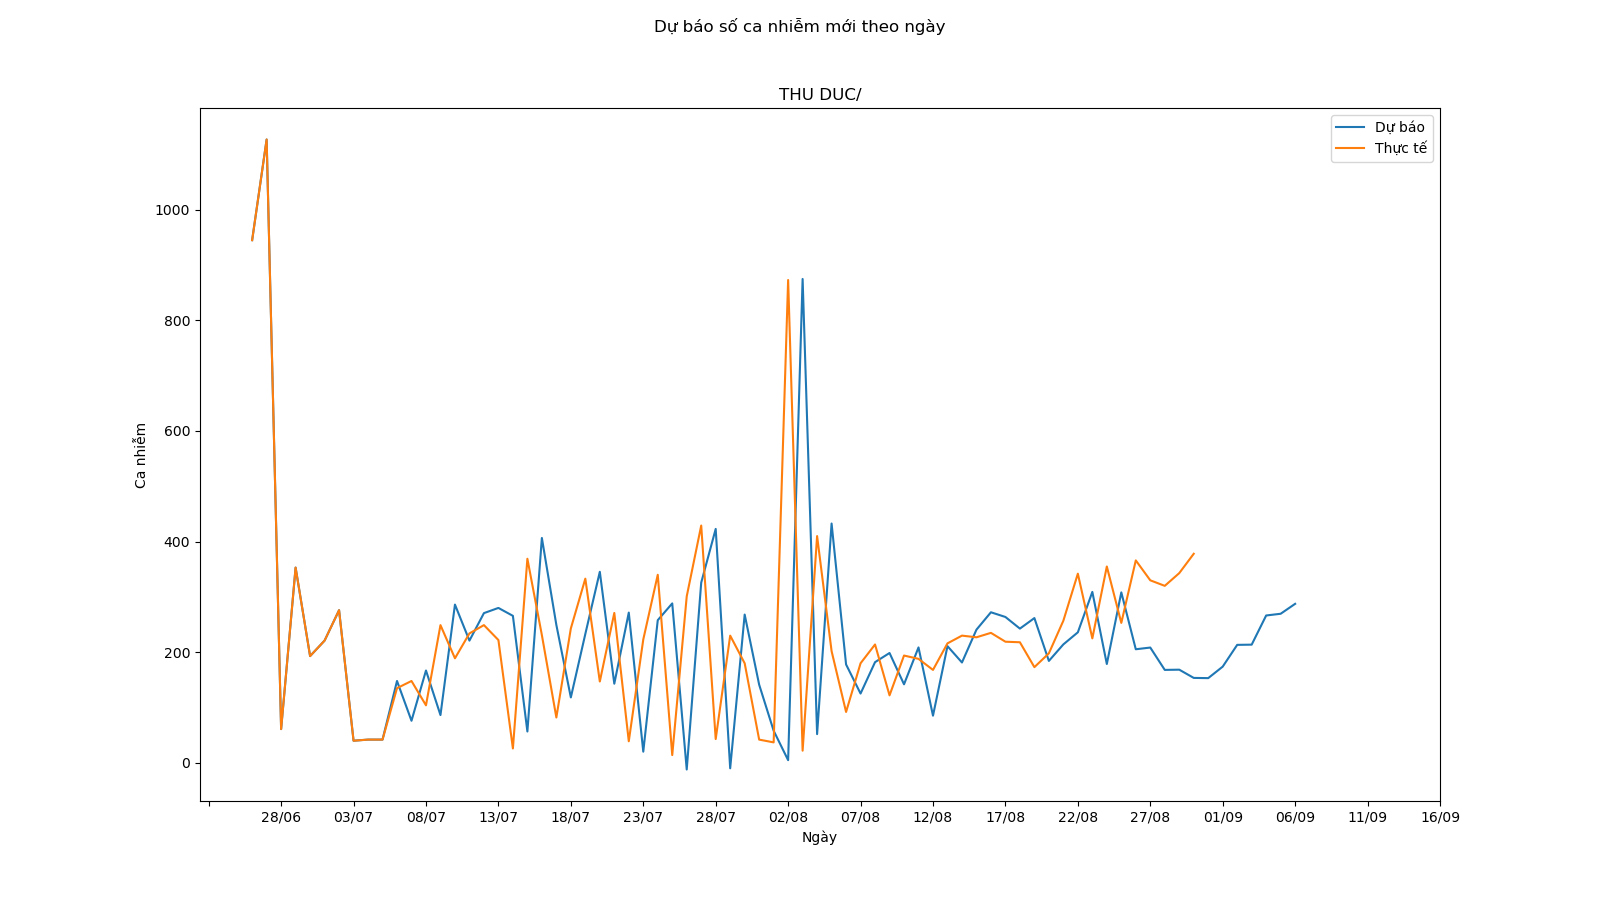 Dự báo số ca nhiễm mới theo ngày
THU DUC/
Dự báo
Thực tế
1000
800
600
400
200
0
Ca nhiễm
28/06 03/07 08/07 13/07 18/07 23/07 28/07 02/08 07/08 12/08 17/08 22/08 27/08 01/09 06/09 11/09 16/09
Ngày